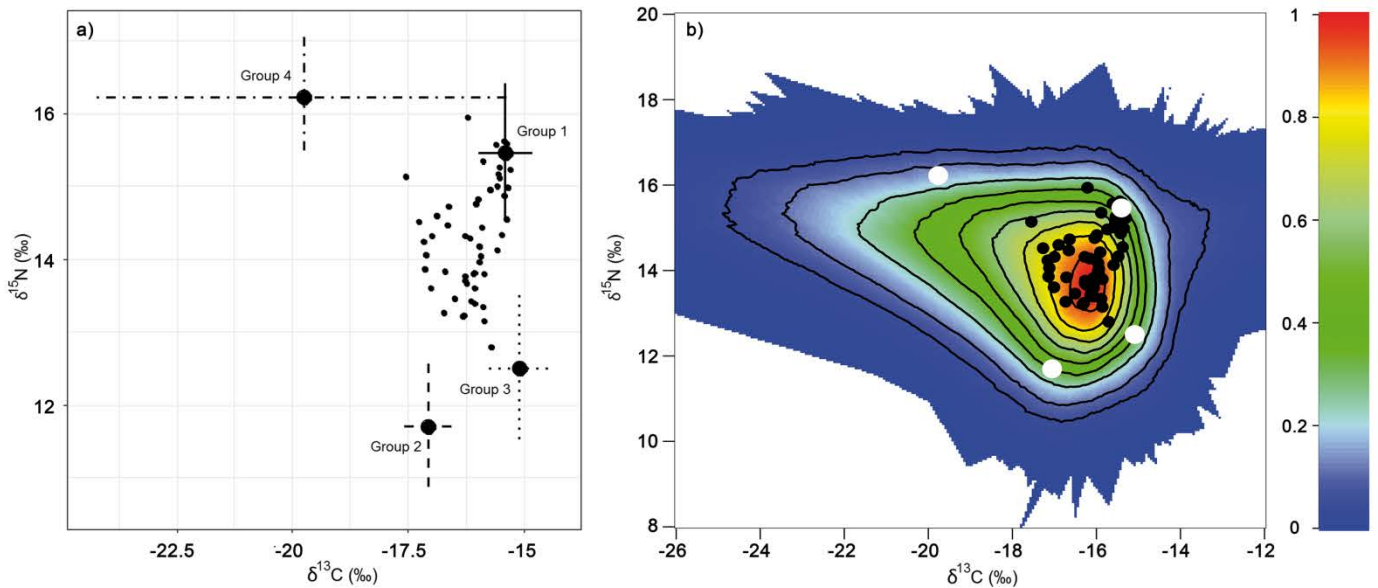 a)
Group 4
Group 1
Group 3
Group 2
16
14
12
δ¹⁵N (‰)
-22.5
-20
-17.5
-15
δ¹³C (‰)
b)
20
18
16
14
12
10
8
δ¹⁵N (‰)
-26
-24
-22
-20
-18
-16
-14
-12
δ¹³C (‰)
1
0.8
0.6
0.4
0.2
0